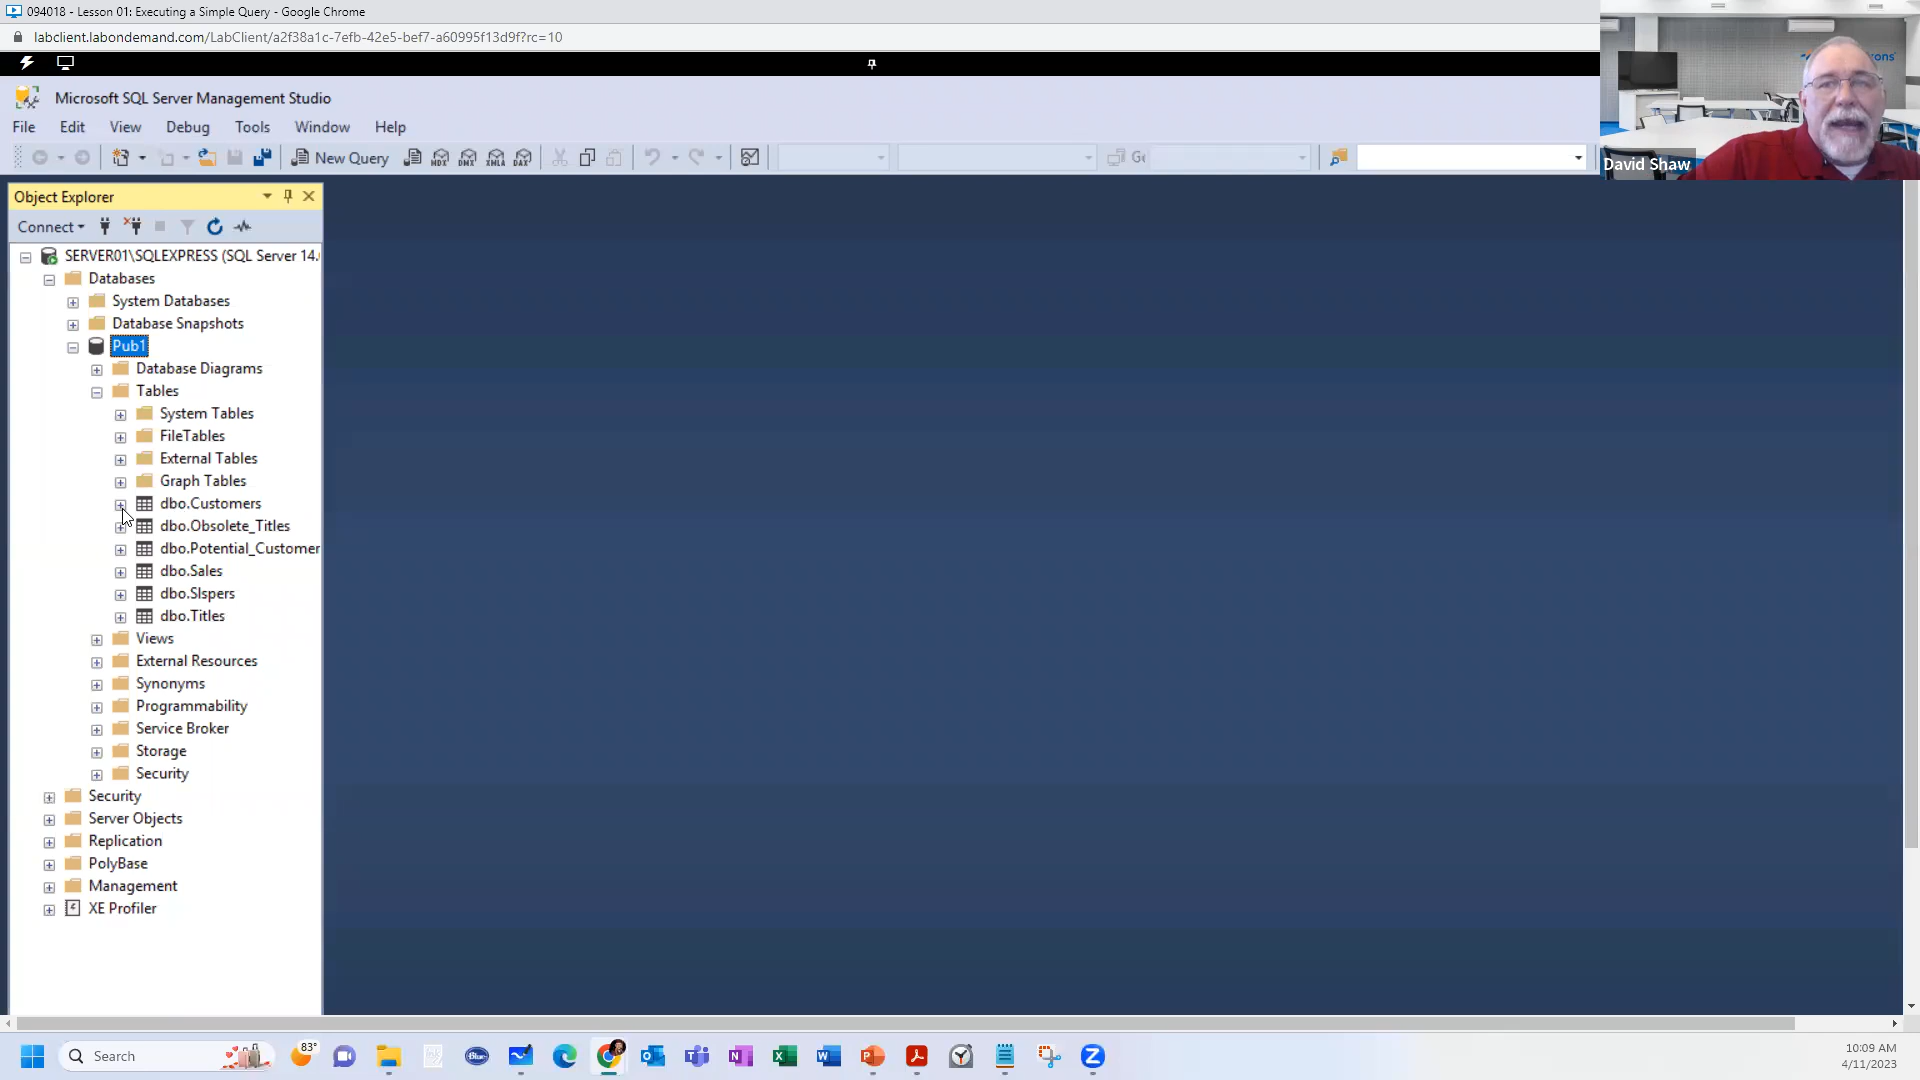 094018 - Lesson 01: Executing a Simple Query - Google Chrome
labclient.labondemand.com/LabClient/a2f38a1c-7efb-42e5-bef7-a60995f13d9f?rc=10
David Shaw
Microsoft SQL Server Management Studio
File Edit View Debug Tools Window Help
New Query MDX DMX XMLA DAX
Object Explorer
Connect
SERVER01\SQLEXPRESS (SQL Server 14.
Databases
System Databases
Database Snapshots
Pub1
Database Diagrams
Tables
System Tables
FileTables
External Tables
Graph Tables
dbo.Customers
dbo.Obsolete_Titles
dbo.Potential_Customer
dbo.Sales
dbo.Slspers
dbo.Titles
Views
External Resources
Synonyms
Programmability
Service Broker
Storage
Security
Security
Server Objects
Replication
PolyBase
Management
XE Profiler
Search
83°
10:09 AM
4/11/2023